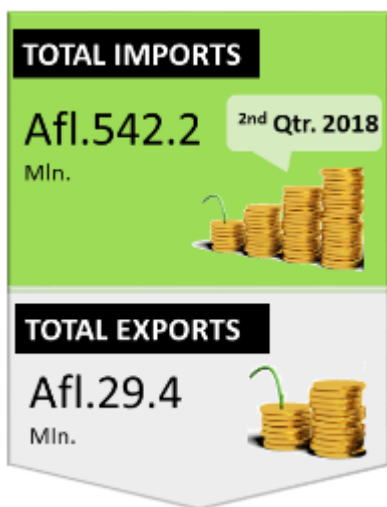 TOTAL IMPORTS
Afl.542.2
Mln.
2nd Qtr. 2018
TOTAL EXPORTS
Afl.29.4
Mln.